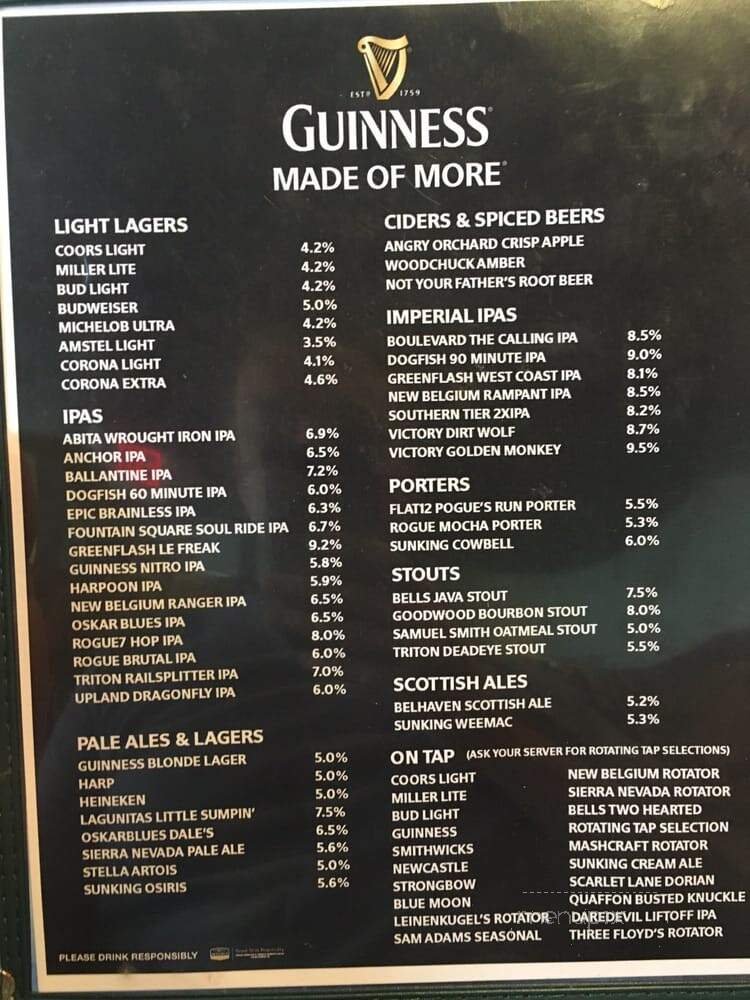 ESTD 1759
GUINNESS
MADE OF MORE
LIGHT LAGERS
COORS LIGHT 4.2%
MILLER LITE 4.2%
BUD LIGHT 4.2%
BUDWEISER 5.0%
MICHELOB ULTRA 4.2%
AMSTEL LIGHT 3.5%
CORONA LIGHT 4.1%
CORONA EXTRA 4.6%
IPAS
ABITA WROUGHT IRON IPA 6.9%
ANCHOR IPA 6.5%
BALLANTINE IPA 7.2%
DOGFISH 60 MINUTE IPA 6.0%
EPIC BRAINLESS IPA 6.3%
FOUNTAIN SQUARE SOUL RIDE IPA 6.7%
GREENFLASH LE FREAK 9.2%
GUINNESS NITRO IPA 5.8%
HARPOON IPA 5.9%
NEW BELGIUM RANGER IPA 6.5%
OSKAR BLUES IPA 6.5%
ROGUE7 HOP IPA 8.0%
ROGUE BRUTAL IPA 6.0%
TRITON RAILSPLITTER IPA 7.0%
UPLAND DRAGONFLY IPA 6.0%
PALE ALES & LAGERS
GUINNESS BLONDE LAGER 5.0%
HARP 5.0%
HEINEKEN 5.0%
LAGUNITAS LITTLE SUMPIN' 7.5%
OSKARBLUES DALE'S 6.5%
SIERRA NEVADA PALE ALE 5.6%
STELLA ARTOIS 5.0%
SUNKING OSIRIS 5.6%
PLEASE DRINK RESPONSIBLY
CIDERS & SPICED BEERS
ANGRY ORCHARD CRISP APPLE
WOODCHUCK AMBER
NOT YOUR FATHER'S ROOT BEER
IMPERIAL IPAS
BOULEVARD THE CALLING IPA 8.5%
DOGFISH 90 MINUTE IPA 9.0%
GREENFLASH WEST COAST IPA 8.1%
NEW BELGIUM RAMPANT IPA 8.5%
SOUTHERN TIER 2XIPA 8.2%
VICTORY DIRT WOLF 8.7%
VICTORY GOLDEN MONKEY 9.5%
PORTERS
FLAT12 POGUE'S RUN PORTER 5.5%
ROGUE MOCHA PORTER 5.3%
SUNKING COWBELL 6.0%
STOUTS
BELLS JAVA STOUT 7.5%
GOODWOOD BOURBON STOUT 8.0%
SAMUEL SMITH OATMEAL STOUT 5.0%
TRITON DEADEYE STOUT 5.5%
SCOTTISH ALES
BELHAVEN SCOTTISH ALE 5.2%
SUNKING WEEMAC 5.3%
ON TAP (ASK YOUR SERVER FOR ROTATING TAP SELECTIONS)
COORS LIGHT NEW BELGIUM ROTATOR
MILLER LITE SIERRA NEVADA ROTATOR
BUD LIGHT BELLS TWO HEARTED
GUINNESS ROTATING TAP SELECTION
SMITHWICKS MASHCRAFT ROTATOR
NEWCASTLE SUNKING CREAM ALE
STRONGBOW SCARLET LANE DORIAN
BLUE MOON QUAFFON BUSTED KNUCKLE
LEINENKUGEL'S ROTATOR DAREDEVIL LIFTOFF IPA
SAM ADAMS SEASONAL THREE FLOYD'S ROTATOR
menupix